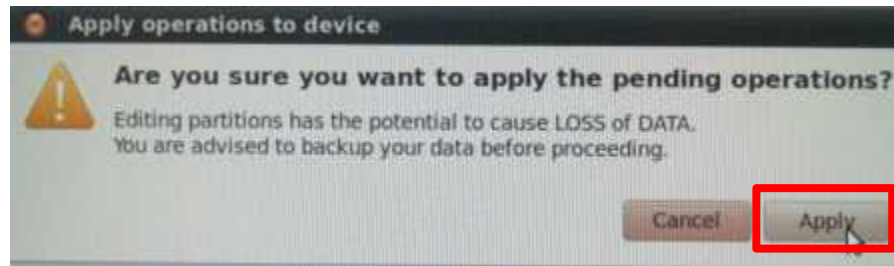 Apply operations to device
Are you sure you want to apply the pending operations?
Editing partitions has the potential to cause LOSS of DATA.
You are advised to backup your data before proceeding.
Cancel Apply